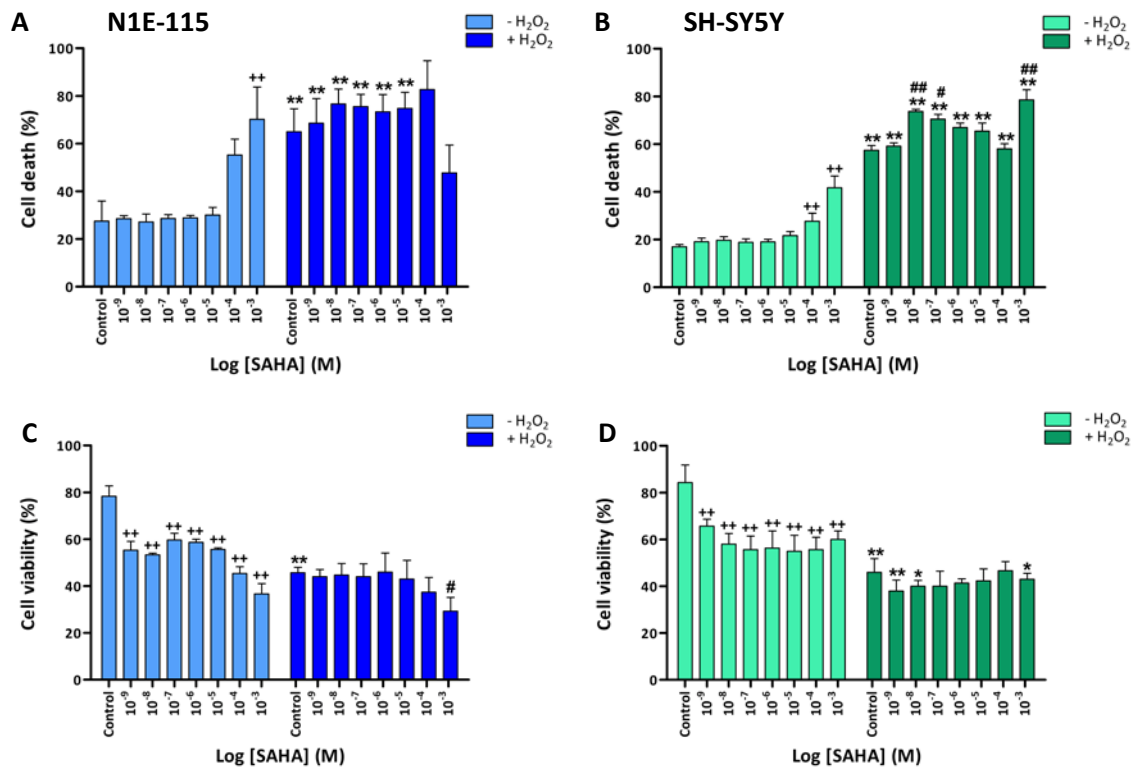 A N1E-115
- H₂O₂
+ H₂O₂
Cell death (%)
100
80
60
40
20
0
++
** ** ** ** ** **
Control 10⁻⁹ 10⁻⁸ 10⁻⁷ 10⁻⁶ 10⁻⁵ 10⁻⁴ 10⁻³ Control 10⁻⁹ 10⁻⁸ 10⁻⁷ 10⁻⁶ 10⁻⁵ 10⁻⁴ 10⁻³
Log [SAHA] (M)
B SH-SY5Y
- H₂O₂
+ H₂O₂
Cell death (%)
100
80
60
40
20
0
++ ++
## # ##
** ** ** ** ** ** ** **
Control 10⁻⁹ 10⁻⁸ 10⁻⁷ 10⁻⁶ 10⁻⁵ 10⁻⁴ 10⁻³ Control 10⁻⁹ 10⁻⁸ 10⁻⁷ 10⁻⁶ 10⁻⁵ 10⁻⁴ 10⁻³
Log [SAHA] (M)
C
- H₂O₂
+ H₂O₂
Cell viability (%)
100
80
60
40
20
0
++ ++ ++ ++ ++ ++ ++
** #
Control 10⁻⁹ 10⁻⁸ 10⁻⁷ 10⁻⁶ 10⁻⁵ 10⁻⁴ 10⁻³ Control 10⁻⁹ 10⁻⁸ 10⁻⁷ 10⁻⁶ 10⁻⁵ 10⁻⁴ 10⁻³
Log [SAHA] (M)
D
- H₂O₂
+ H₂O₂
Cell viability (%)
100
80
60
40
20
0
++ ++ ++ ++ ++ ++ ++
** ** * *
Control 10⁻⁹ 10⁻⁸ 10⁻⁷ 10⁻⁶ 10⁻⁵ 10⁻⁴ 10⁻³ Control 10⁻⁹ 10⁻⁸ 10⁻⁷ 10⁻⁶ 10⁻⁵ 10⁻⁴ 10⁻³
Log [SAHA] (M)